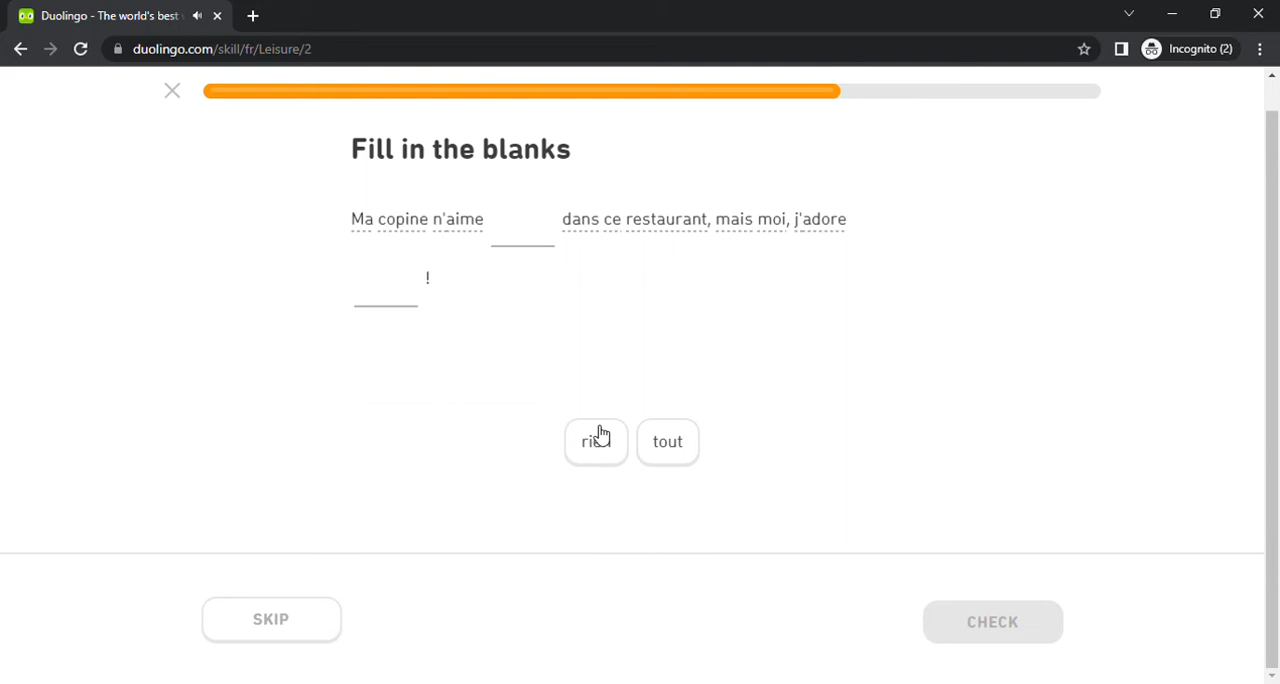 Duolingo - The world's best
duolingo.com/skill/fr/Leisure/2
Incognito (2)
Fill in the blanks
Ma copine n'aime dans ce restaurant, mais moi, j'adore
!
tout
SKIP
CHECK